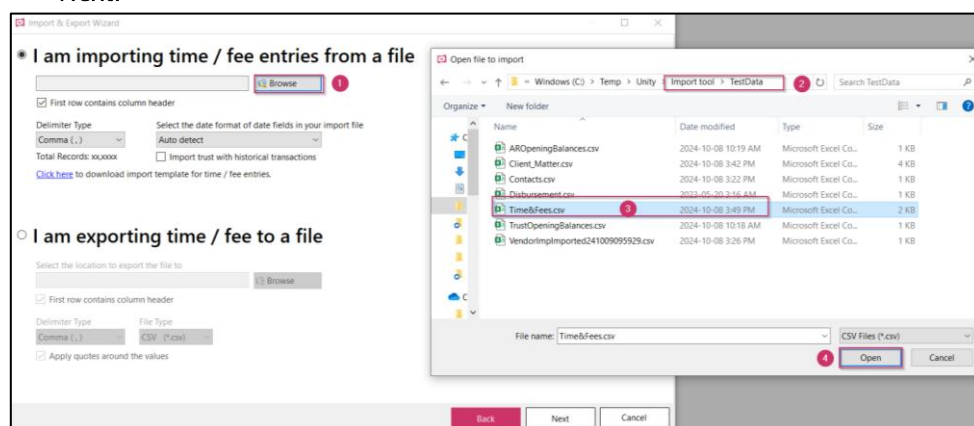 Import & Export Wizard
I am importing time / fee entries from a file
Browse 1
First row contains column header
Delimiter Type Select the date format of date fields in your import file
Comma ( , ) Auto detect
Total Records: xx,xxxx Import trust with historical transactions
Click here to download import template for time / fee entries.
I am exporting time / fee to a file
Select the location to export the file to
Browse
First row contains column header
Delimiter Type File Type
Comma ( , ) CSV (*.csv)
Apply quotes around the values
Back Next Cancel
Open file to import
« Windows (C:) > Temp > Unity > Import tool > TestData 2 Search TestData
Organize New folder
Name Date modified Type Size
AROpeningBalances.csv 2024-10-08 10:19 AM Microsoft Excel Co... 1 KB
Client_Matter.csv 2024-10-08 3:42 PM Microsoft Excel Co... 4 KB
Contacts.csv 2024-10-08 3:22 PM Microsoft Excel Co... 1 KB
Disbursement.csv 2023-05-20 3:16 AM Microsoft Excel Co... 1 KB
Time&Fees.csv 3 2024-10-08 3:49 PM Microsoft Excel Co... 2 KB
TrustOpeningBalances.csv 2024-10-08 10:18 AM Microsoft Excel Co... 1 KB
VendorImpImported241009095929.csv 2024-10-08 3:26 PM Microsoft Excel Co... 1 KB
File name: Time&Fees.csv CSV Files (*.csv)
4 Open Cancel